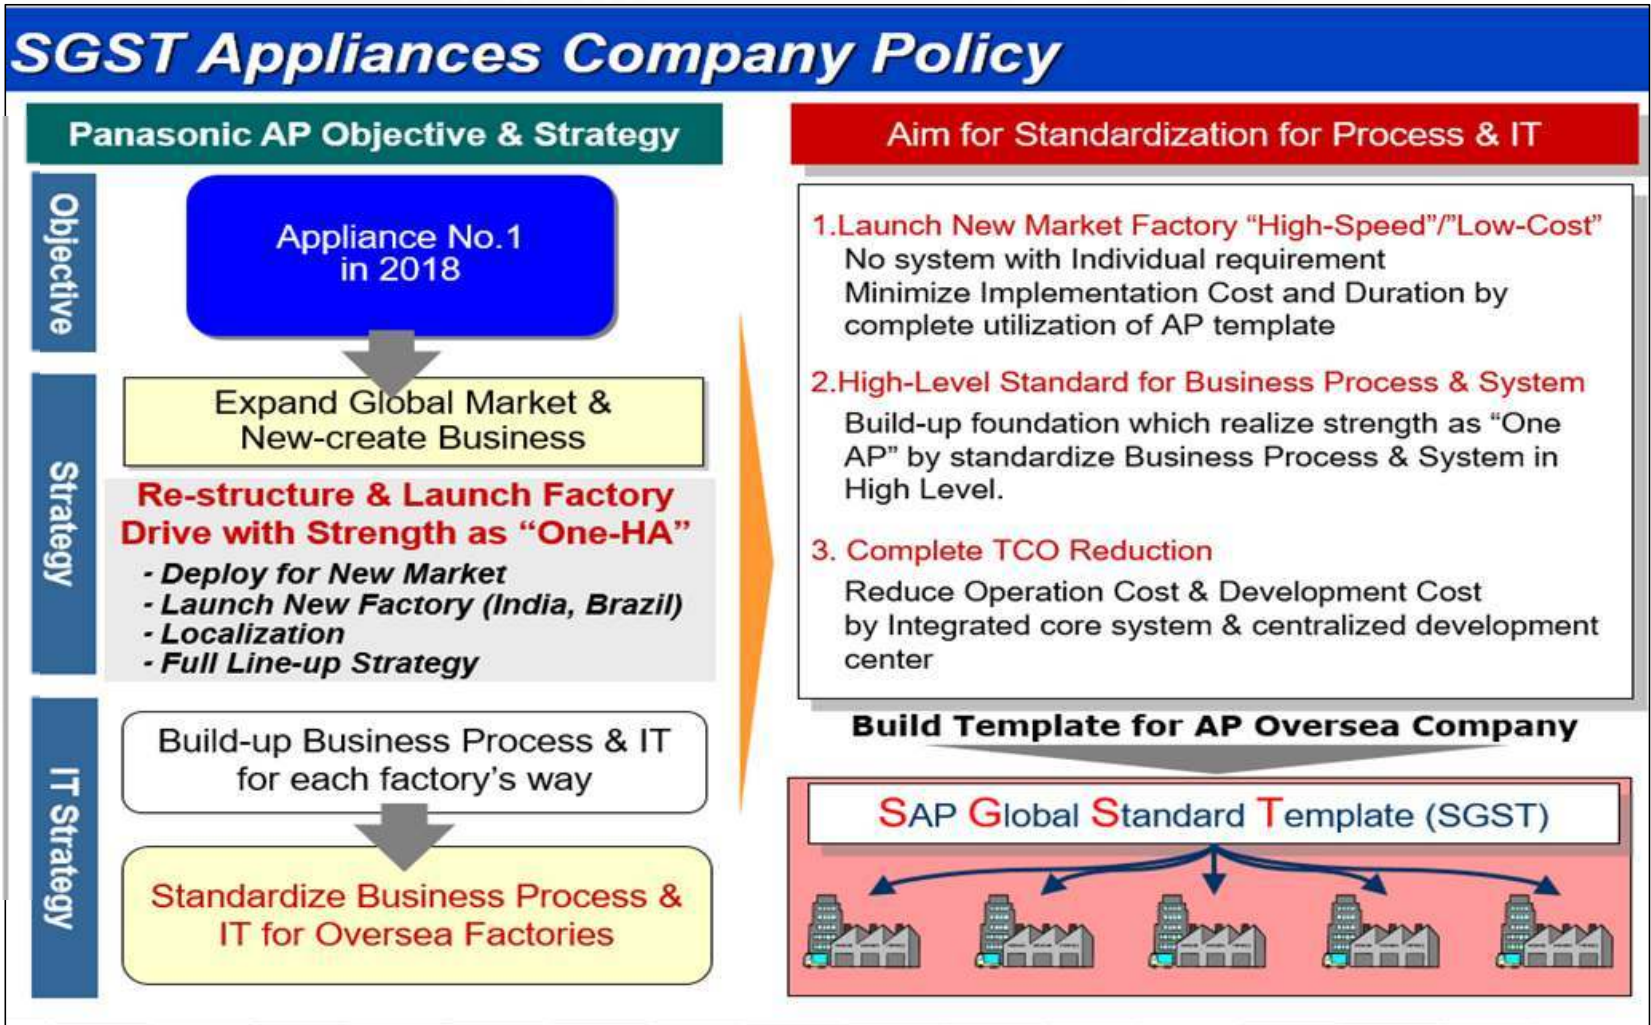 SGST Appliances Company Policy
Panasonic AP Objective & Strategy
Objective
Appliance No.1
in 2018
Strategy
Expand Global Market &
New-create Business
Re-structure & Launch Factory
Drive with Strength as “One-HA”
- Deploy for New Market
- Launch New Factory (India, Brazil)
- Localization
- Full Line-up Strategy
IT Strategy
Build-up Business Process & IT
for each factory’s way
Standardize Business Process &
IT for Oversea Factories
Aim for Standardization for Process & IT
1.Launch New Market Factory “High-Speed”/”Low-Cost”
No system with Individual requirement
Minimize Implementation Cost and Duration by
complete utilization of AP template
2.High-Level Standard for Business Process & System
Build-up foundation which realize strength as “One
AP” by standardize Business Process & System in
High Level.
3. Complete TCO Reduction
Reduce Operation Cost & Development Cost
by Integrated core system & centralized development
center
Build Template for AP Oversea Company
SAP Global Standard Template (SGST)